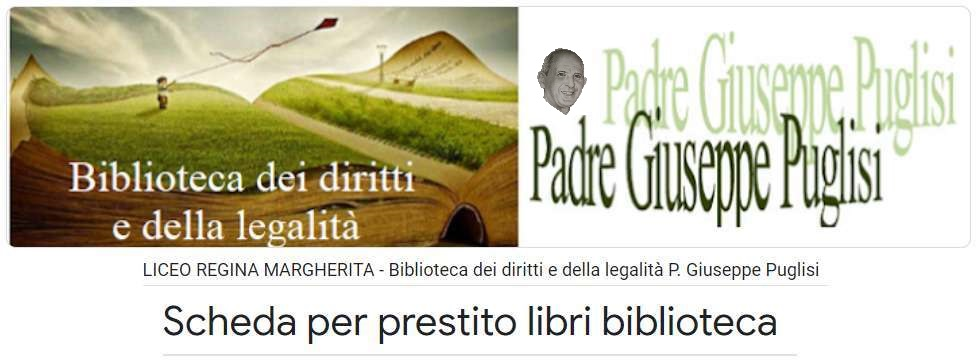 Biblioteca dei diritti
e della legalità
Padre Giuseppe Puglisi
Padre Giuseppe Puglisi
LICEO REGINA MARGHERITA - Biblioteca dei diritti e della legalità P. Giuseppe Puglisi
Scheda per prestito libri biblioteca